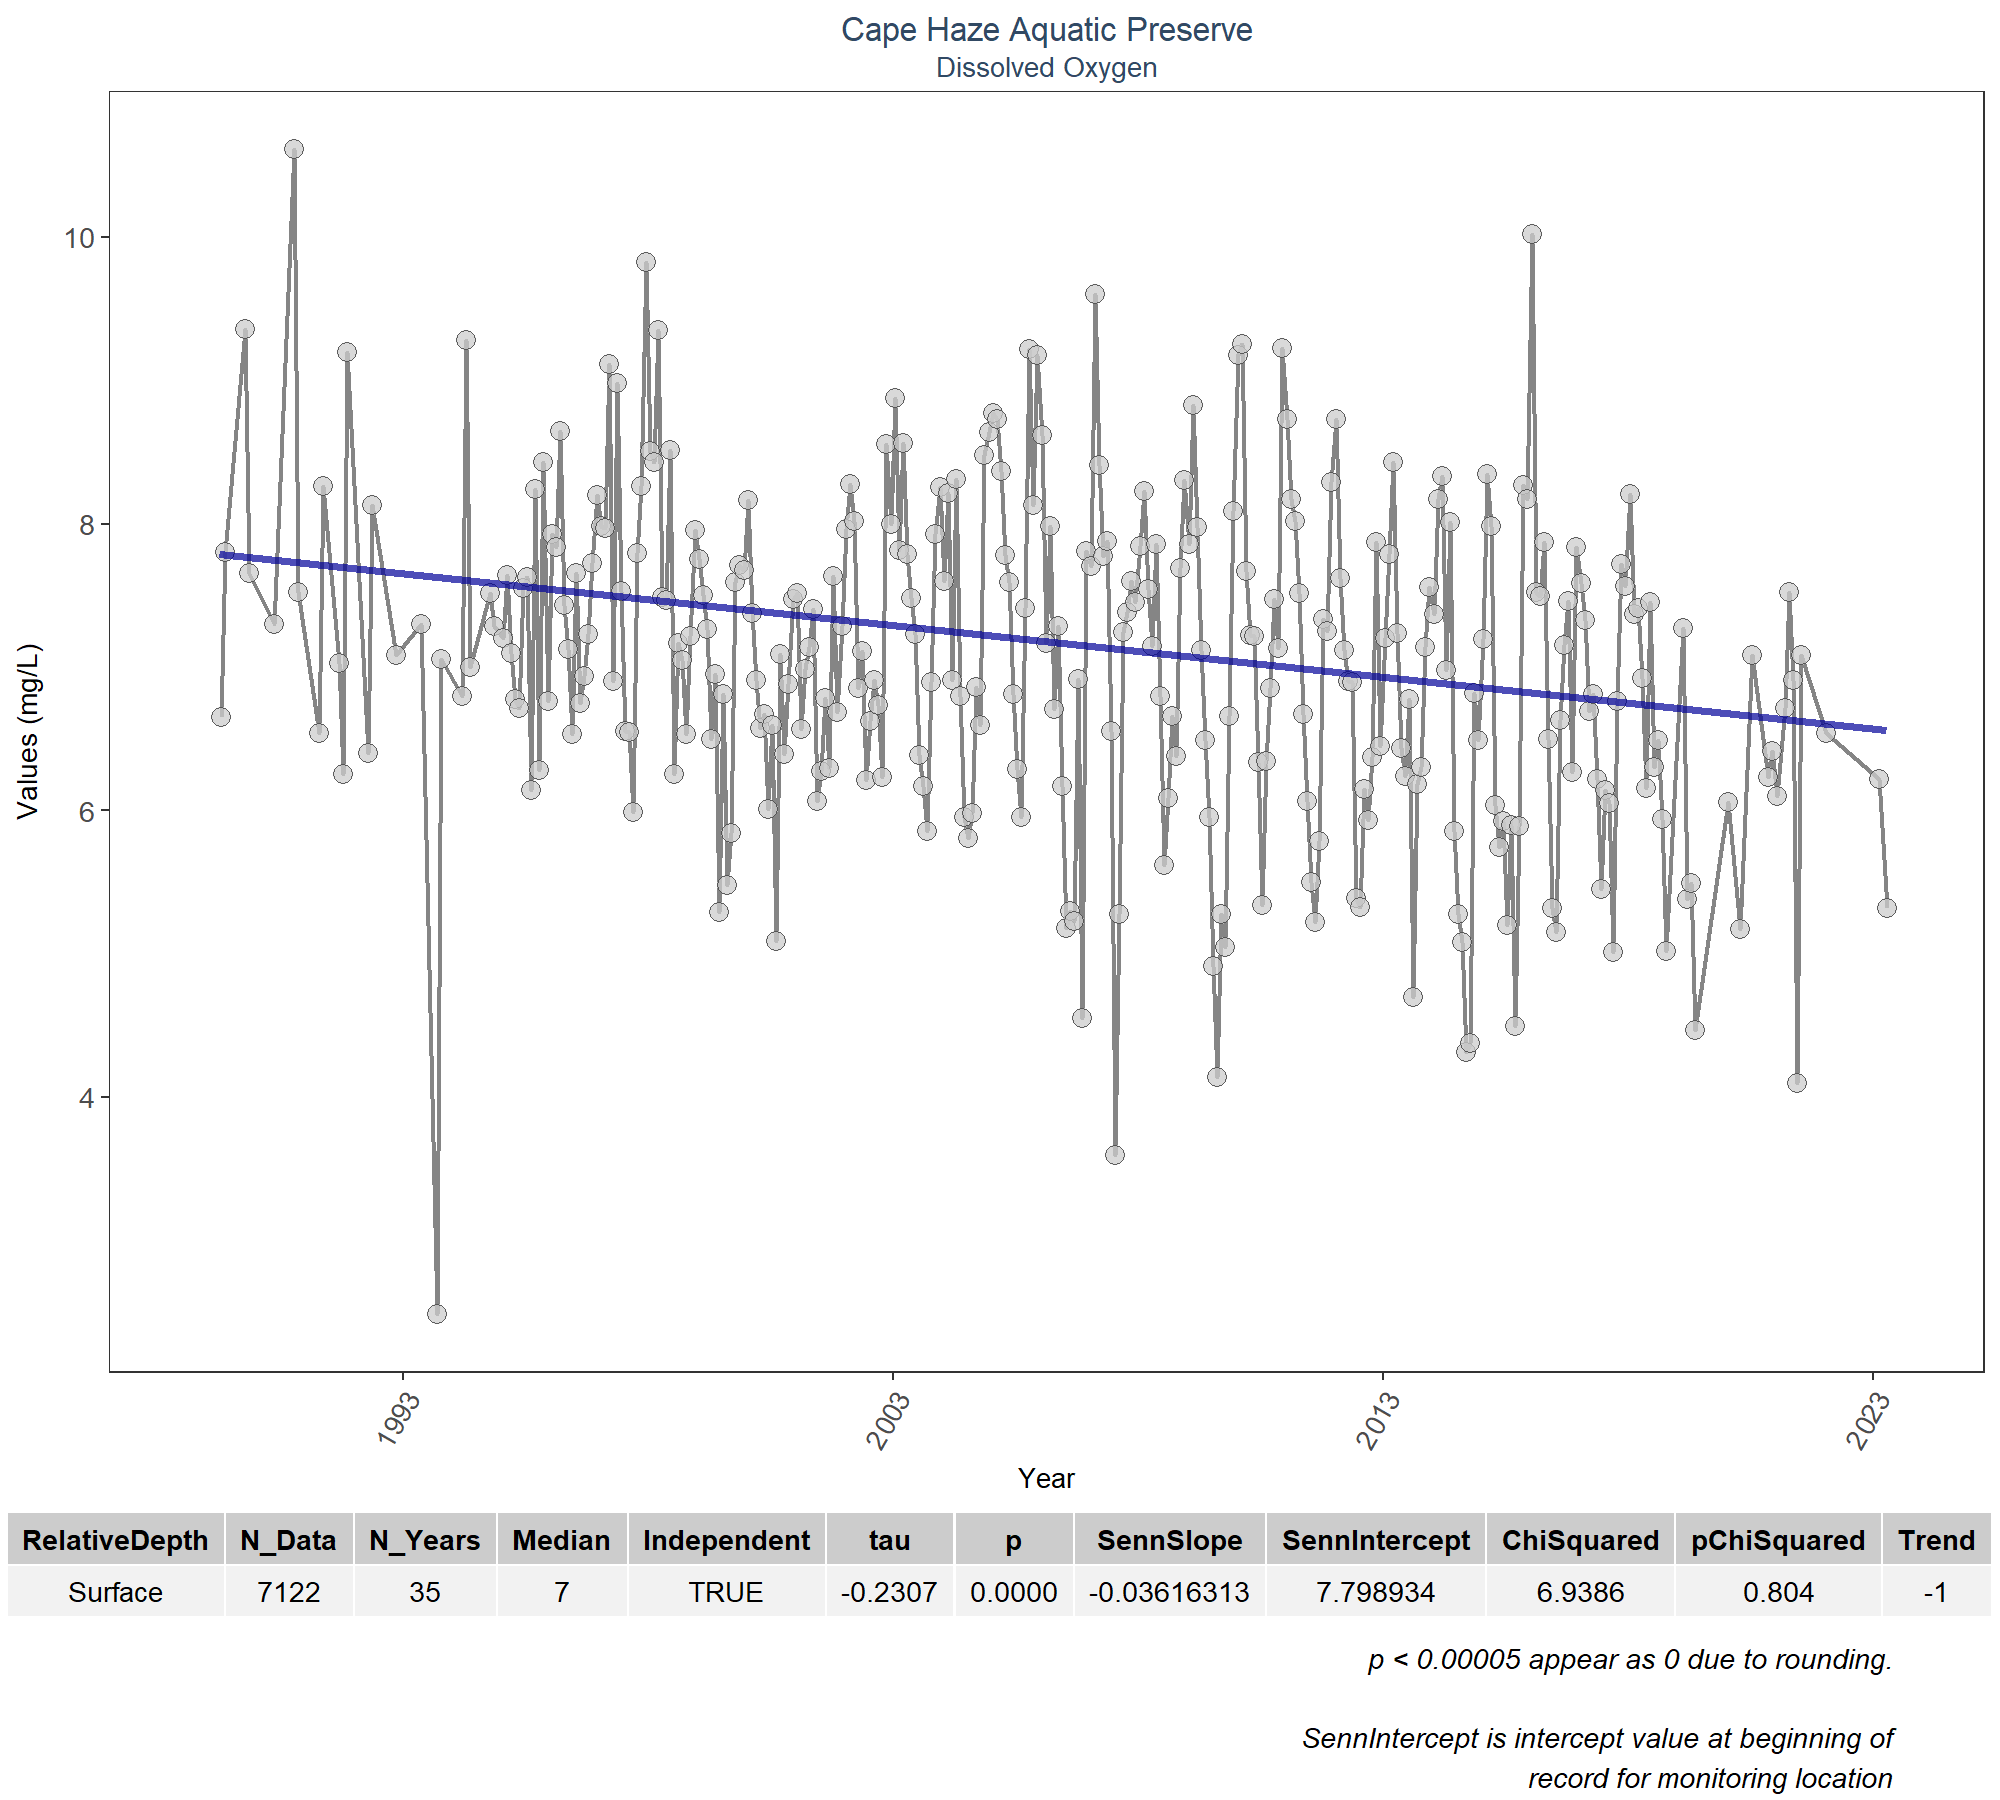 Cape Haze Aquatic Preserve
Dissolved Oxygen
Values (mg/L)
10
8
6
4
1993
2003
2013
2023
Year
RelativeDepth N_Data N_Years Median Independent tau p SennSlope SennIntercept ChiSquared pChiSquared Trend
Surface 7122 35 7 TRUE -0.2307 0.0000 -0.03616313 7.798934 6.9386 0.804 -1
p < 0.00005 appear as 0 due to rounding.
SennIntercept is intercept value at beginning of
record for monitoring location